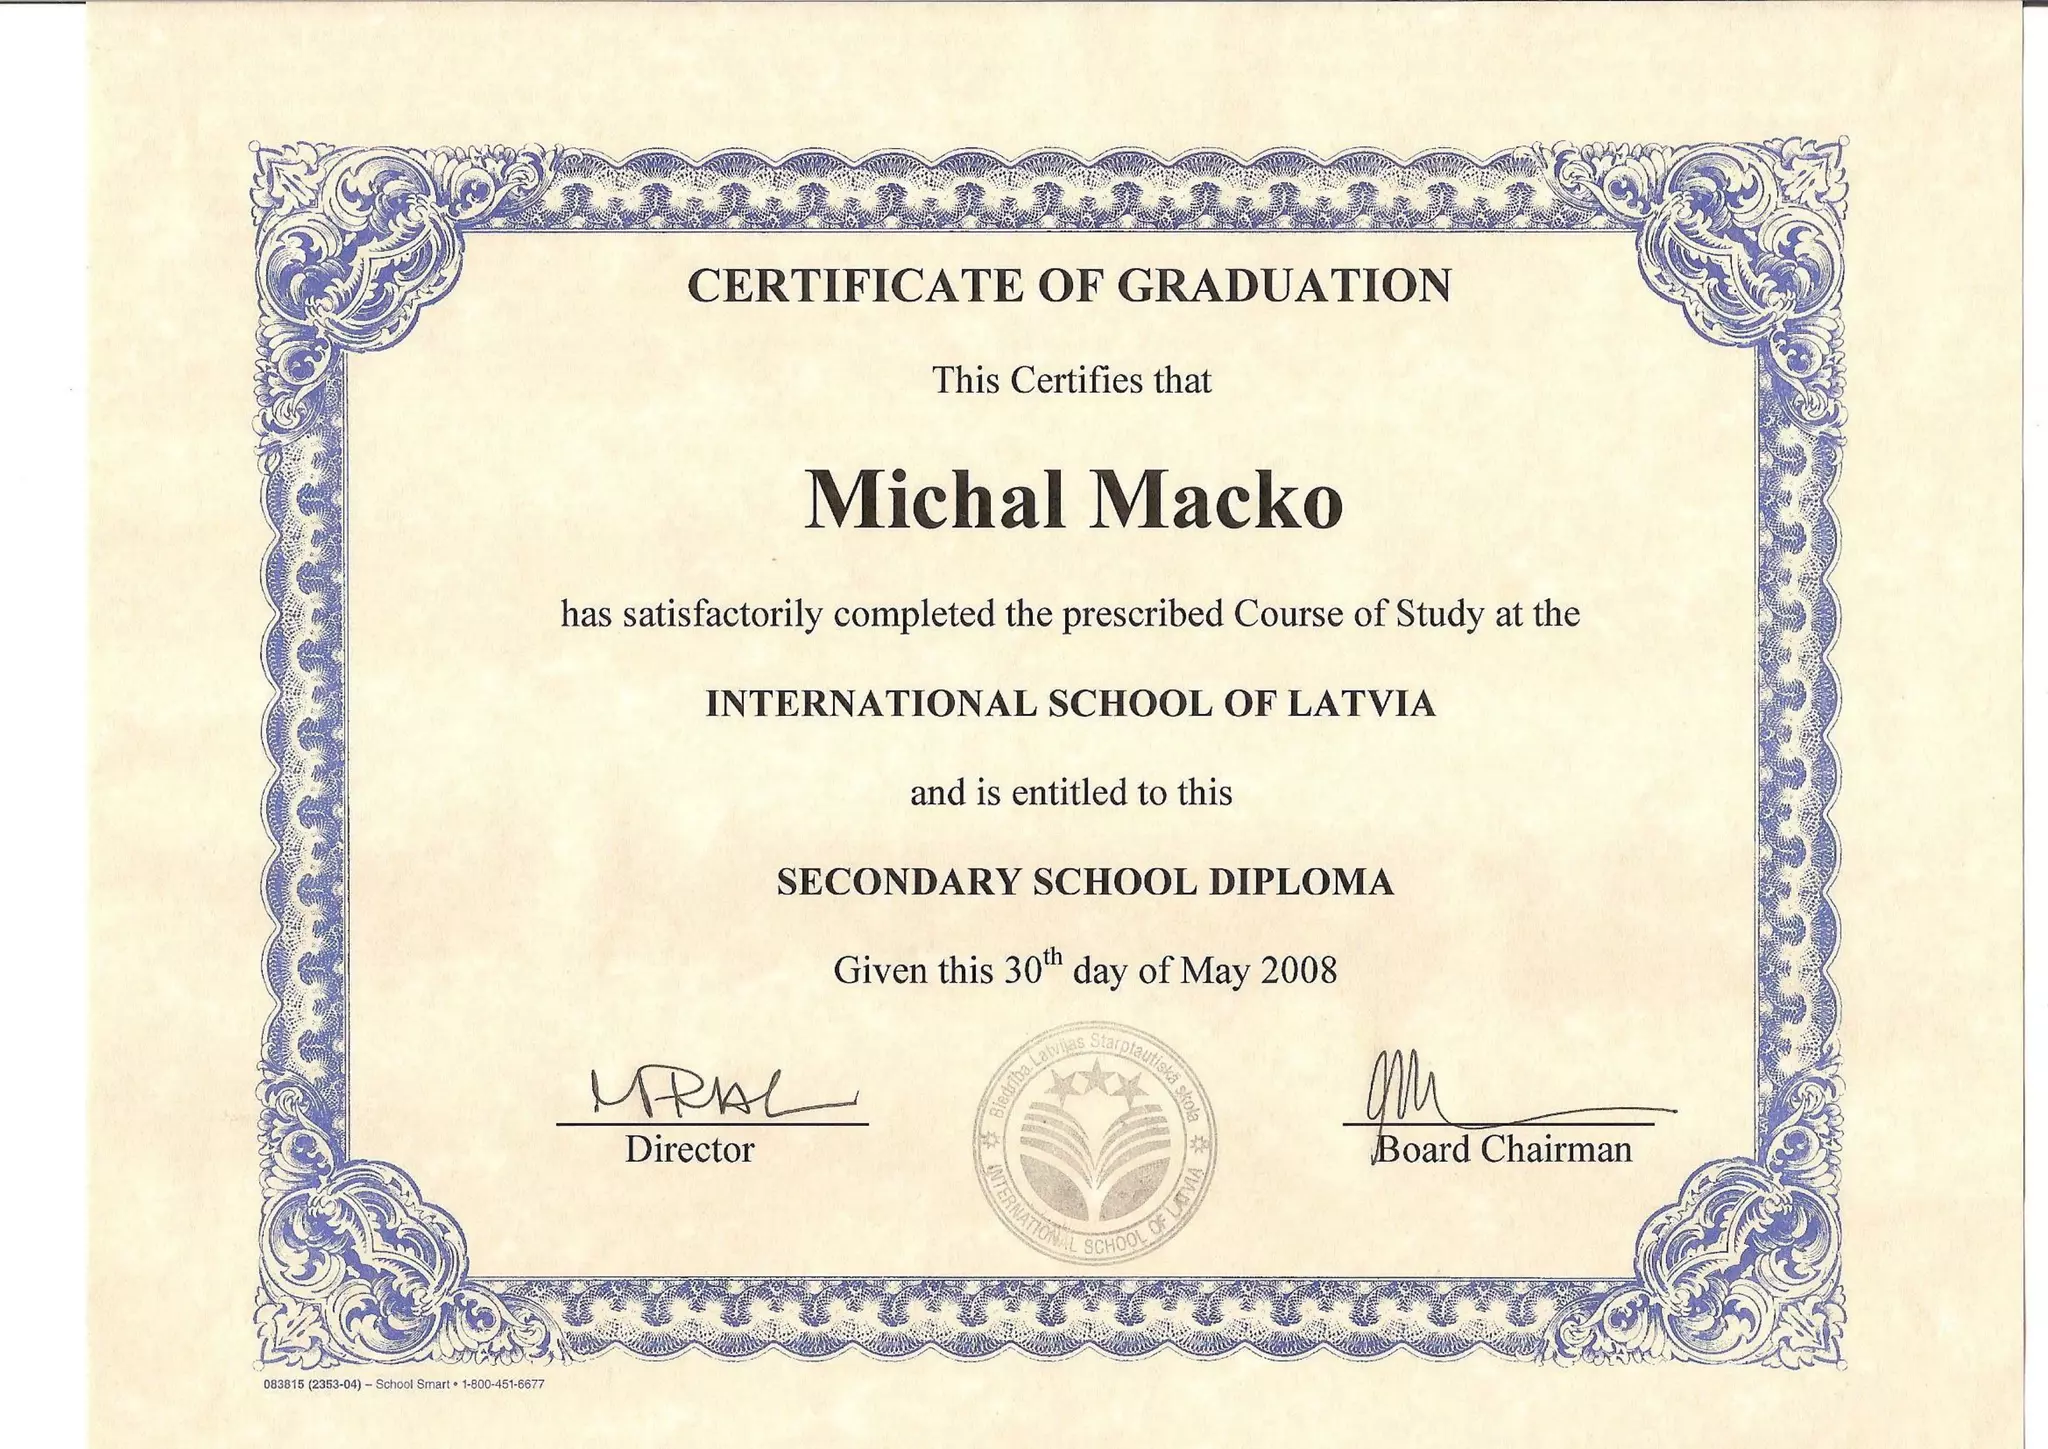 CERTIFICATE OF GRADUATION
This Certifies that
Michal Macko
has satisfactorily completed the prescribed Course of Study at the
INTERNATIONAL SCHOOL OF LATVIA
and is entitled to this
SECONDARY SCHOOL DIPLOMA
Given this 30th day of May 2008
Biedrība Latvijas Starptautiskā skola
INTERNATIONAL SCHOOL OF LATVIA
Director
Board Chairman
083815 (2353-04) – School Smart • 1-800-451-6677